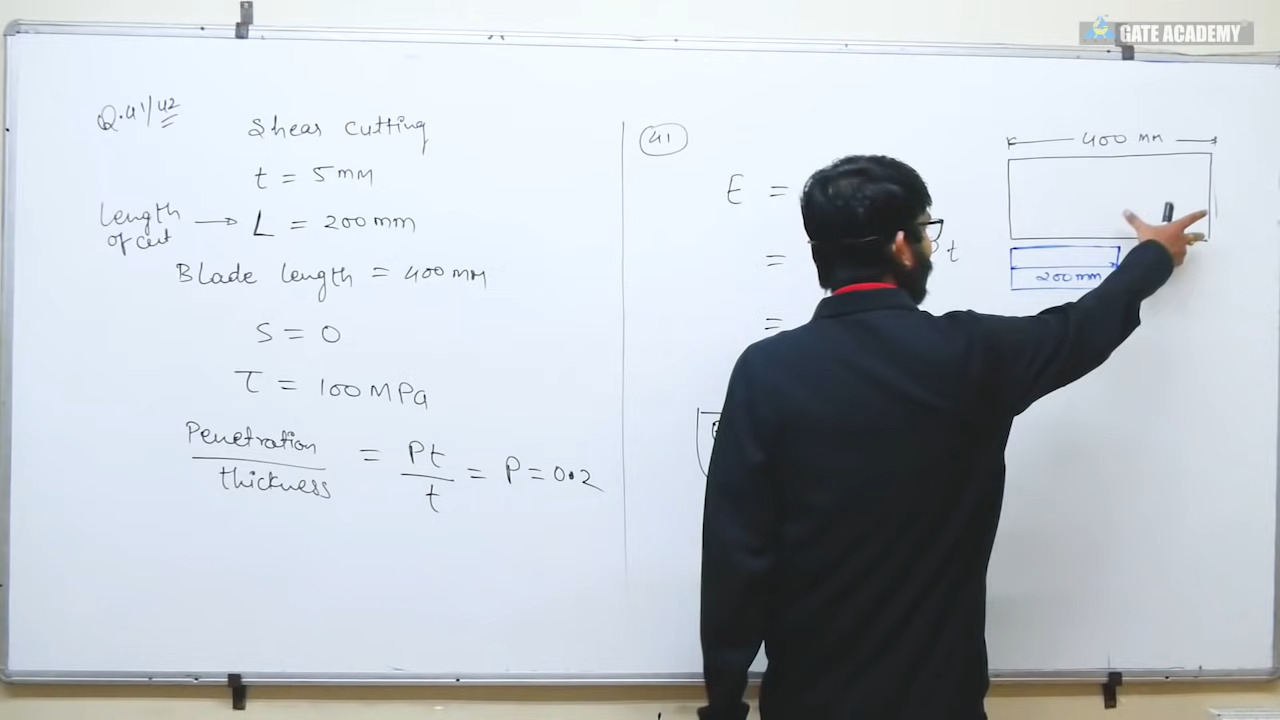 GATE ACADEMY
Q.41/42
Shear cutting
t = 5 mm
Length of cut → L = 200 mm
Blade length = 400 mm
S = 0
τ = 100 MPa
Penetration / thickness = Pt / t = P = 0.2
41
E =
= t
=
400 mm
200 mm